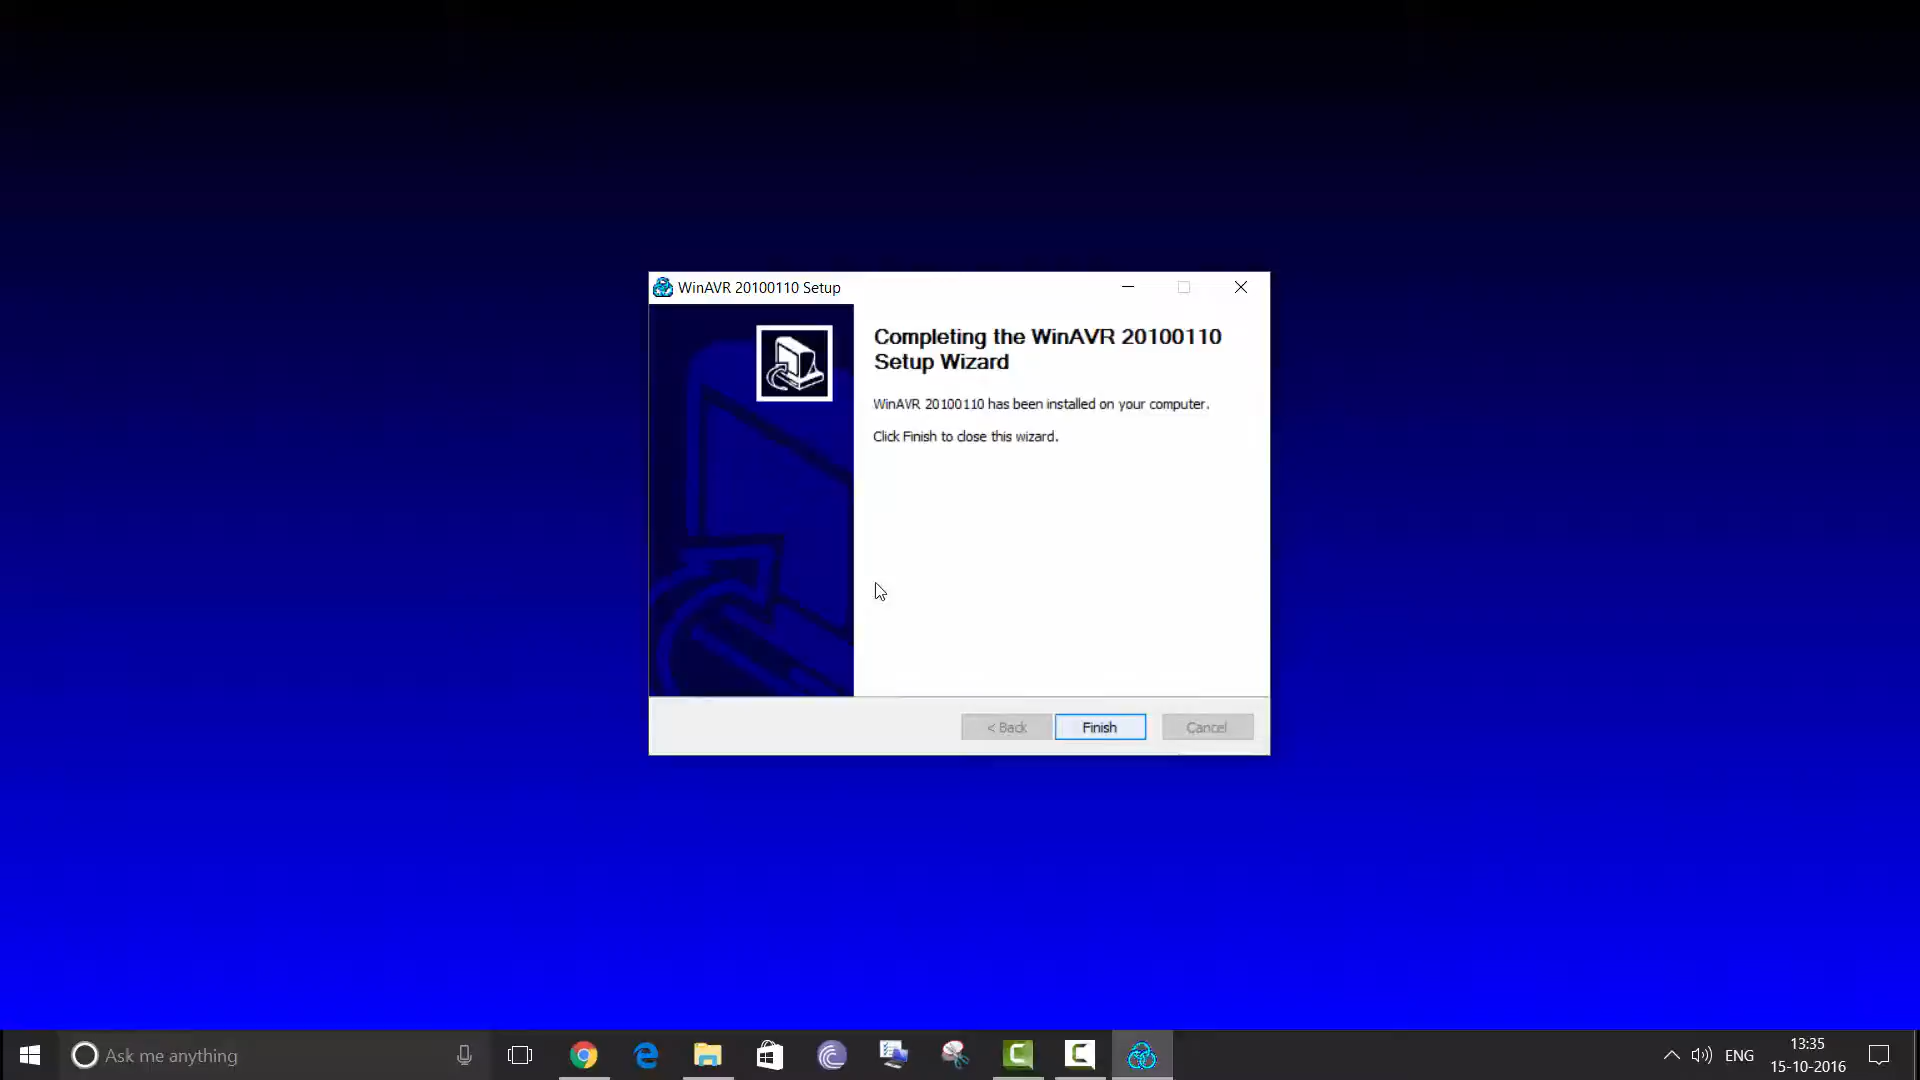 WinAVR 20100110 Setup
Completing the WinAVR 20100110
Setup Wizard
WinAVR 20100110 has been installed on your computer.
Click Finish to close this wizard.
< Back
Finish
Cancel
Ask me anything
ENG
13:35
15-10-2016